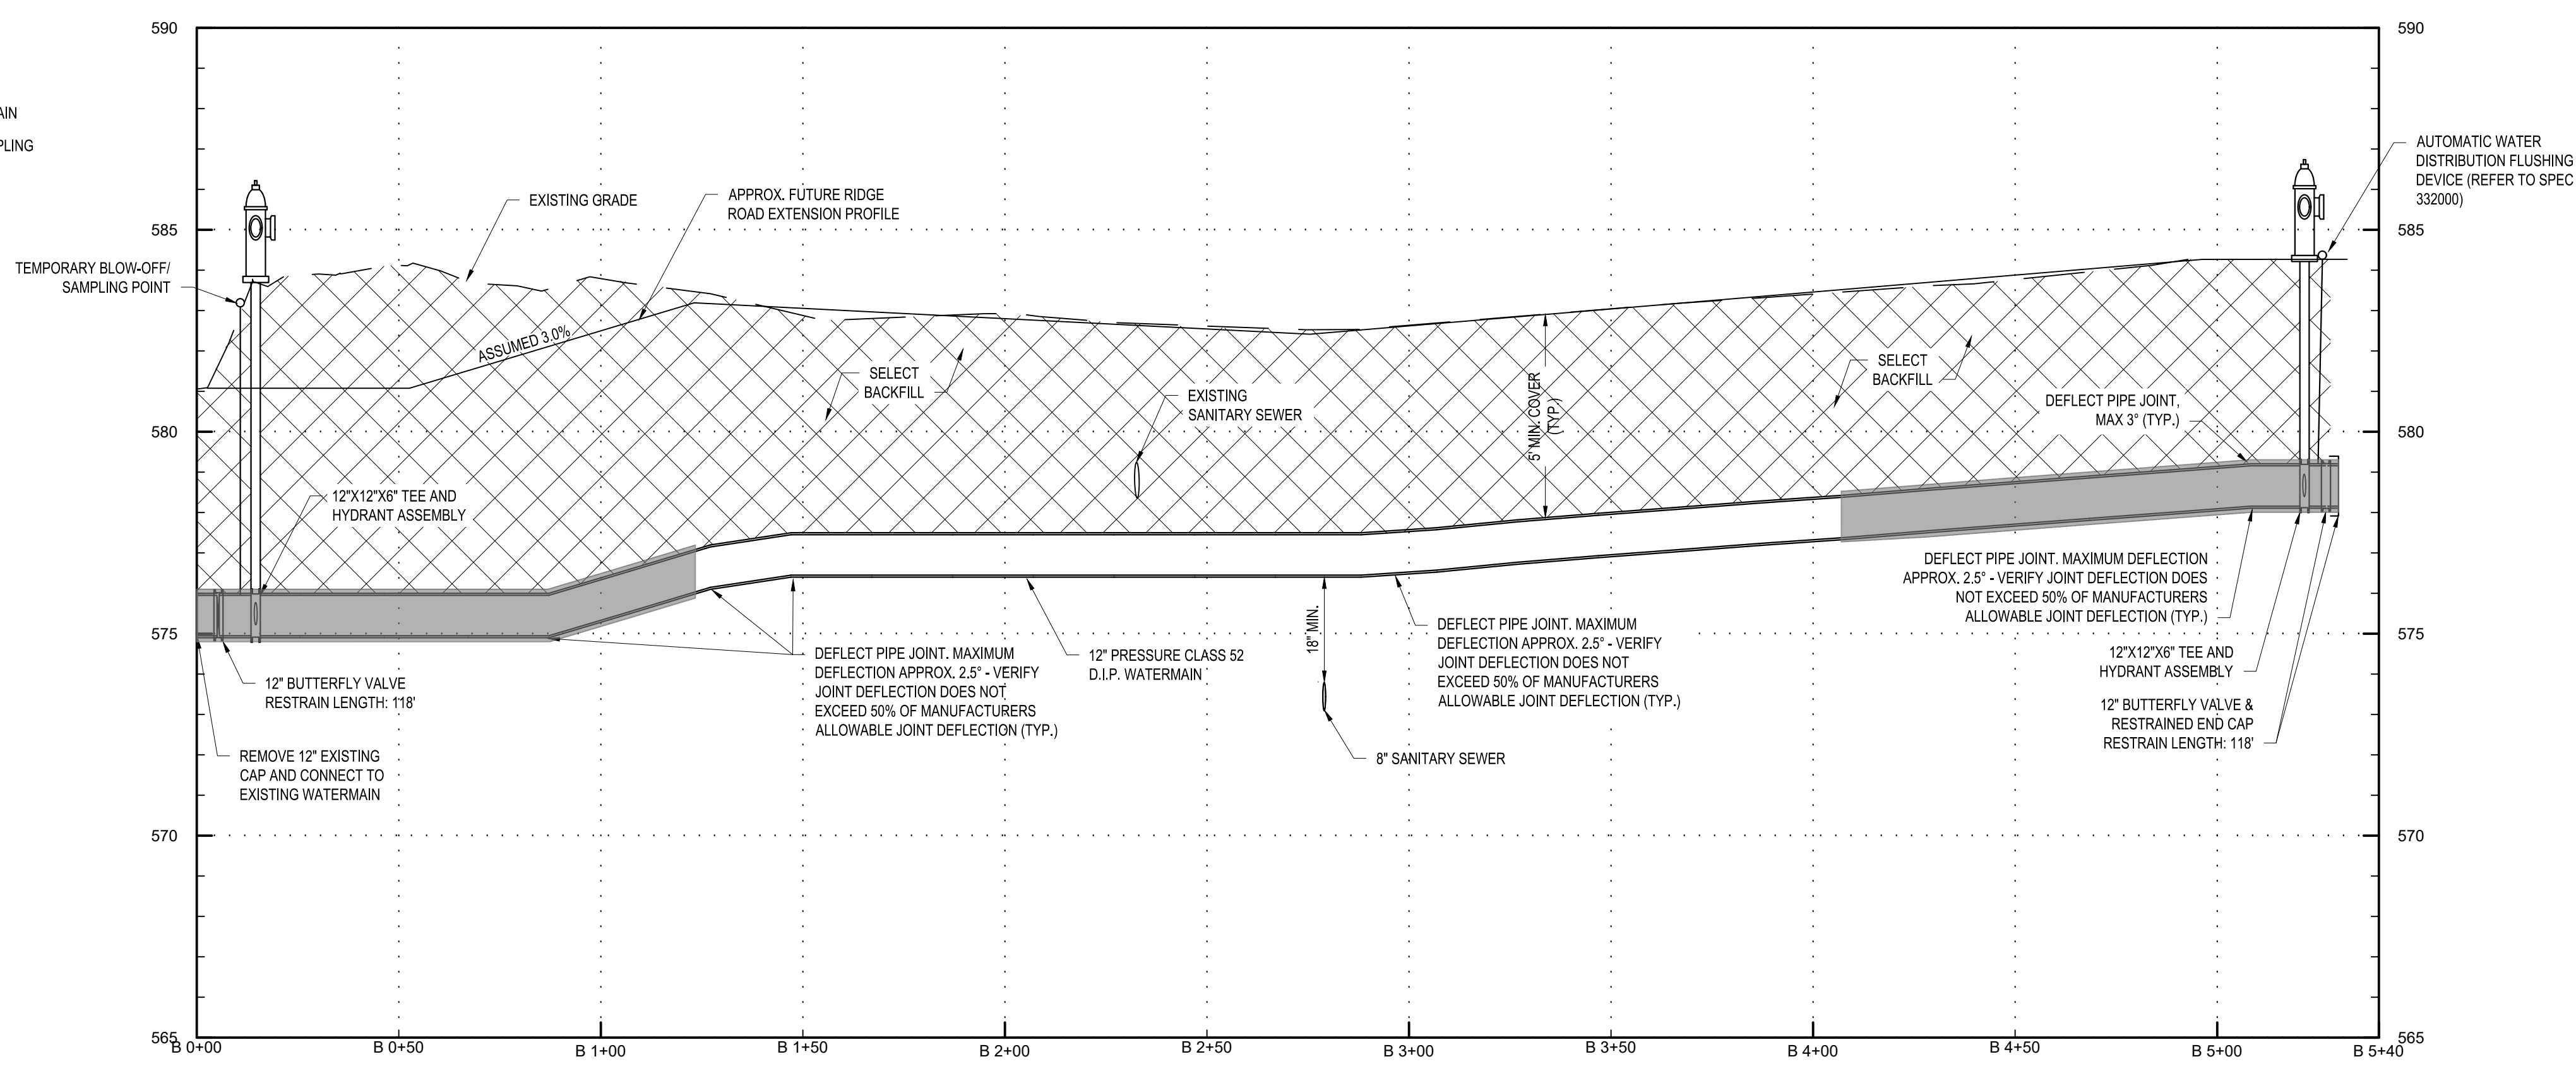 590
590
AIN
PLING
AUTOMATIC WATER
DISTRIBUTION FLUSHING
DEVICE (REFER TO SPEC
332000)
EXISTING GRADE
APPROX. FUTURE RIDGE
ROAD EXTENSION PROFILE
585
585
TEMPORARY BLOW-OFF/
SAMPLING POINT
ASSUMED 3.0%
SELECT
BACKFILL
EXISTING
SANITARY SEWER
5' MIN. COVER
(TYP.)
SELECT
BACKFILL
DEFLECT PIPE JOINT,
MAX 3° (TYP.)
580
580
12"X12"X6" TEE AND
HYDRANT ASSEMBLY
DEFLECT PIPE JOINT. MAXIMUM DEFLECTION
APPROX. 2.5° - VERIFY JOINT DEFLECTION DOES
NOT EXCEED 50% OF MANUFACTURERS
ALLOWABLE JOINT DEFLECTION (TYP.)
575
575
18" MIN.
12" BUTTERFLY VALVE
RESTRAIN LENGTH: 118'
DEFLECT PIPE JOINT. MAXIMUM
DEFLECTION APPROX. 2.5° - VERIFY
JOINT DEFLECTION DOES NOT
EXCEED 50% OF MANUFACTURERS
ALLOWABLE JOINT DEFLECTION (TYP.)
12" PRESSURE CLASS 52
D.I.P. WATERMAIN
DEFLECT PIPE JOINT. MAXIMUM
DEFLECTION APPROX. 2.5° - VERIFY
JOINT DEFLECTION DOES NOT
EXCEED 50% OF MANUFACTURERS
ALLOWABLE JOINT DEFLECTION (TYP.)
12"X12"X6" TEE AND
HYDRANT ASSEMBLY
12" BUTTERFLY VALVE &
RESTRAINED END CAP
RESTRAIN LENGTH: 118'
REMOVE 12" EXISTING
CAP AND CONNECT TO
EXISTING WATERMAIN
8" SANITARY SEWER
570
570
565
565
B 0+00
B 0+50
B 1+00
B 1+50
B 2+00
B 2+50
B 3+00
B 3+50
B 4+00
B 4+50
B 5+00
B 5+40